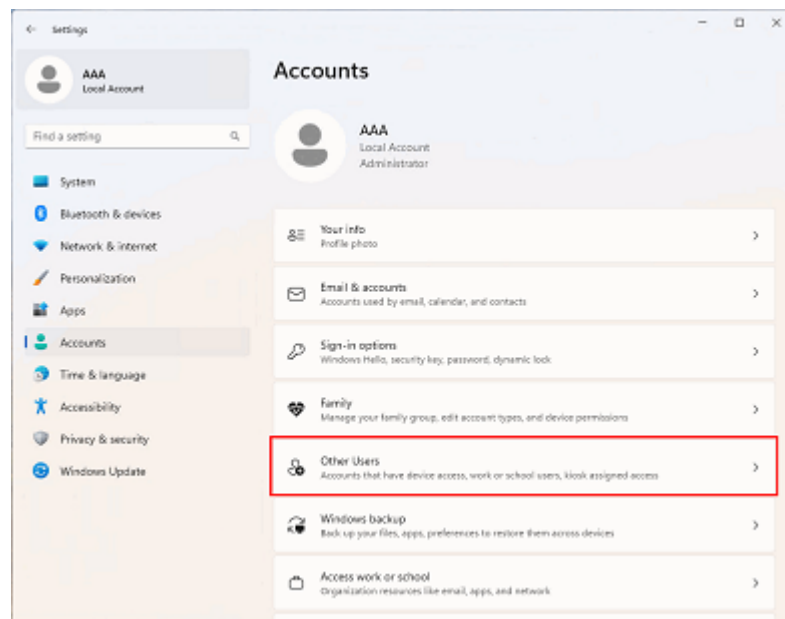 Settings
AAA
Local Account
Find a setting
System
Bluetooth & devices
Network & internet
Personalization
Apps
Accounts
Time & language
Accessibility
Privacy & security
Windows Update
Accounts
AAA
Local Account
Administrator
Your info
Profile photo
Email & accounts
Accounts used by email, calendar, and contacts
Sign-in options
Windows Hello, security key, password, dynamic lock
Family
Manage your family group, edit account types, and device permissions
Other Users
Accounts that have device access, work or school users, kiosk assigned access
Windows backup
Back up your files, apps, preferences to restore them across devices
Access work or school
Organization resources like email, apps, and network